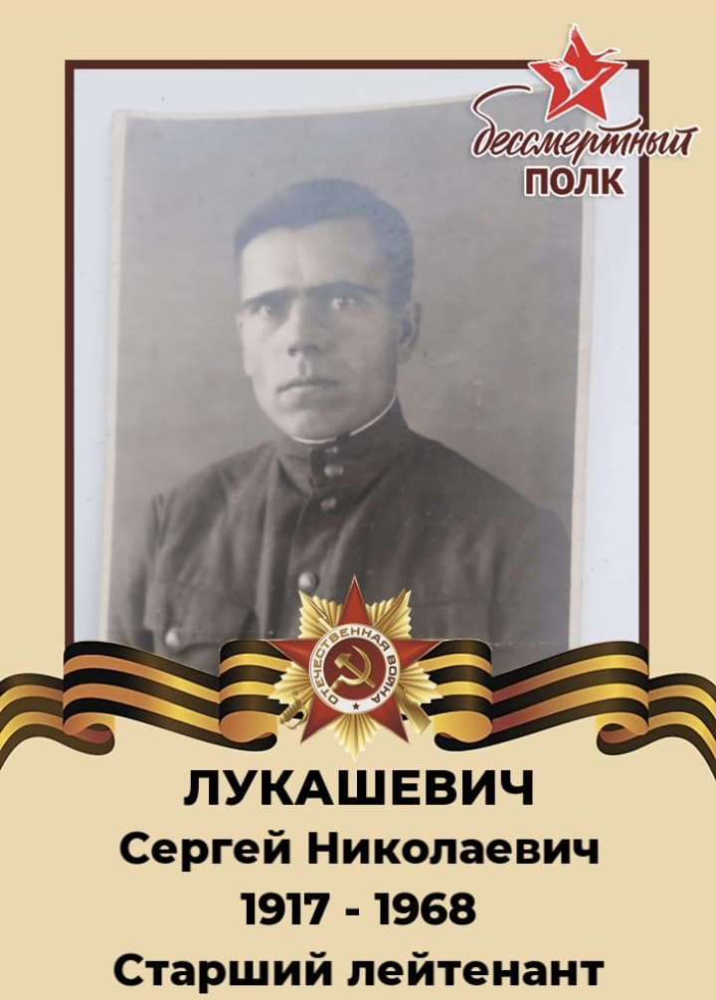 бессмертный
ПОЛК
ОТЕЧЕСТВЕННАЯ ВОЙНА
ЛУКАШЕВИЧ
Сергей Николаевич
1917 - 1968
Старший лейтенант